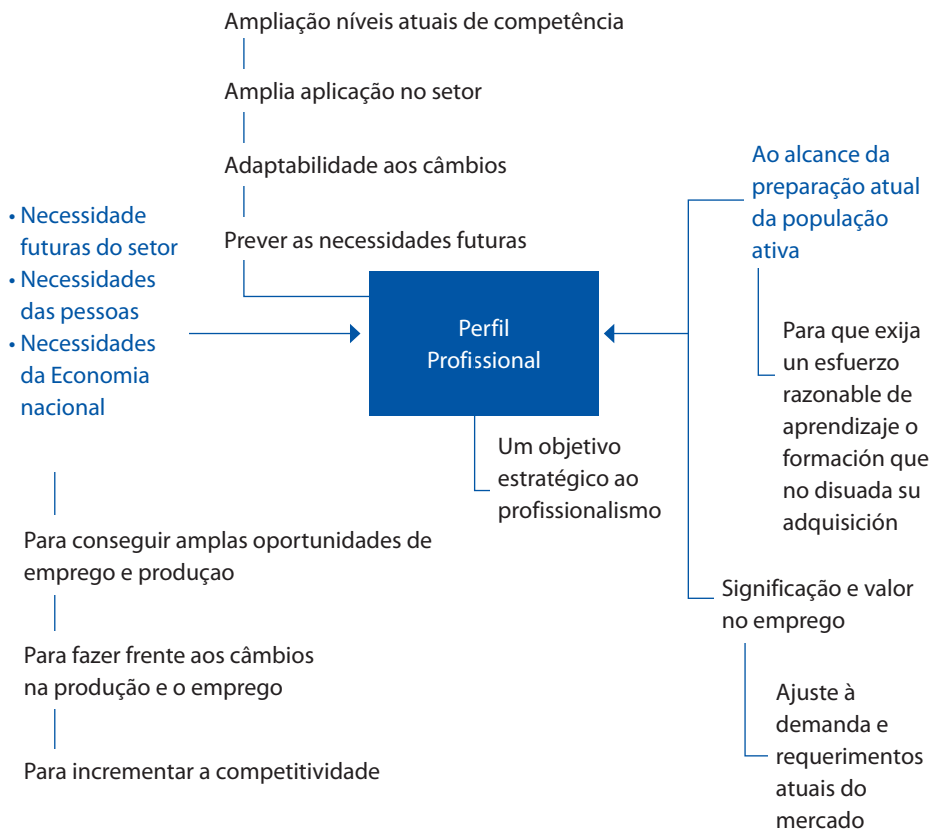 Ampliação níveis atuais de competência
Amplia aplicação no setor
Adaptabilidade aos câmbios
Prever as necessidades futuras
• Necessidade
futuras do setor
• Necessidades
das pessoas
• Necessidades
da Economia
nacional
Perfil
Profissional
Um objetivo
estratégico ao
profissionalismo
Ao alcance da
preparação atual
da população
ativa
Para que exija
un esfuerzo
razonable de
aprendizaje o
formación que
no disuada su
adquisición
Significação e valor
no emprego
Ajuste à
demanda e
requerimentos
atuais do
mercado
Para conseguir amplas oportunidades de
emprego e produçao
Para fazer frente aos câmbios
na produção e o emprego
Para incrementar a competitividade